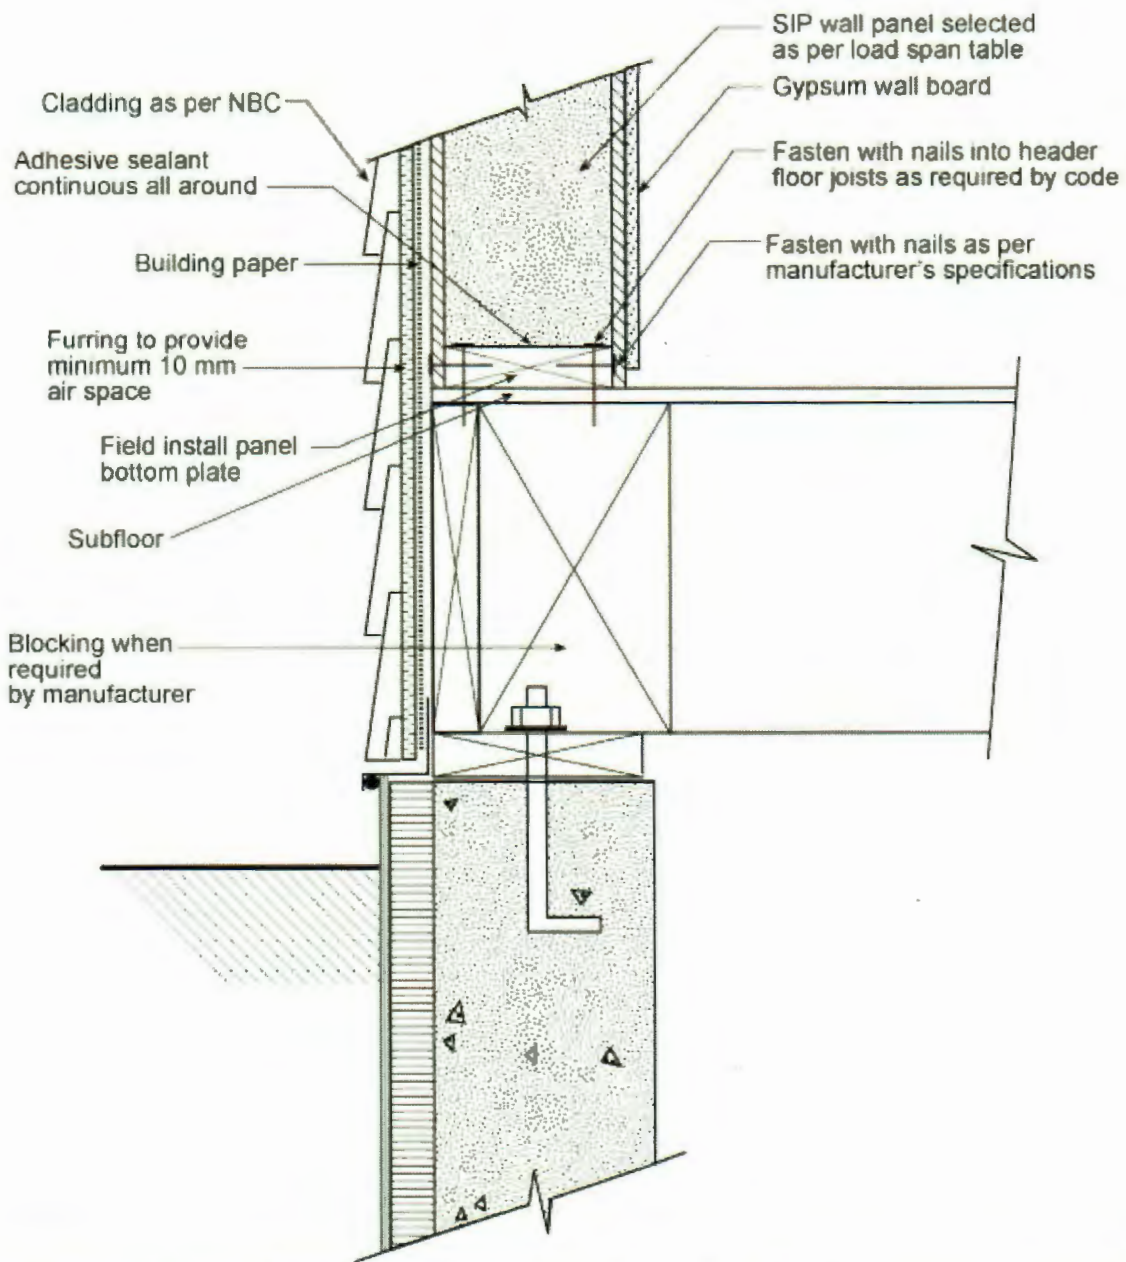 SIP wall panel selected
as per load span table
Gypsum wall board
Cladding as per NBC
Adhesive sealant
continuous all around
Fasten with nails into header
floor joists as required by code
Building paper
Fasten with nails as per
manufacturer's specifications
Furring to provide
minimum 10 mm
air space
Field install panel
bottom plate
Subfloor
Blocking when
required
by manufacturer